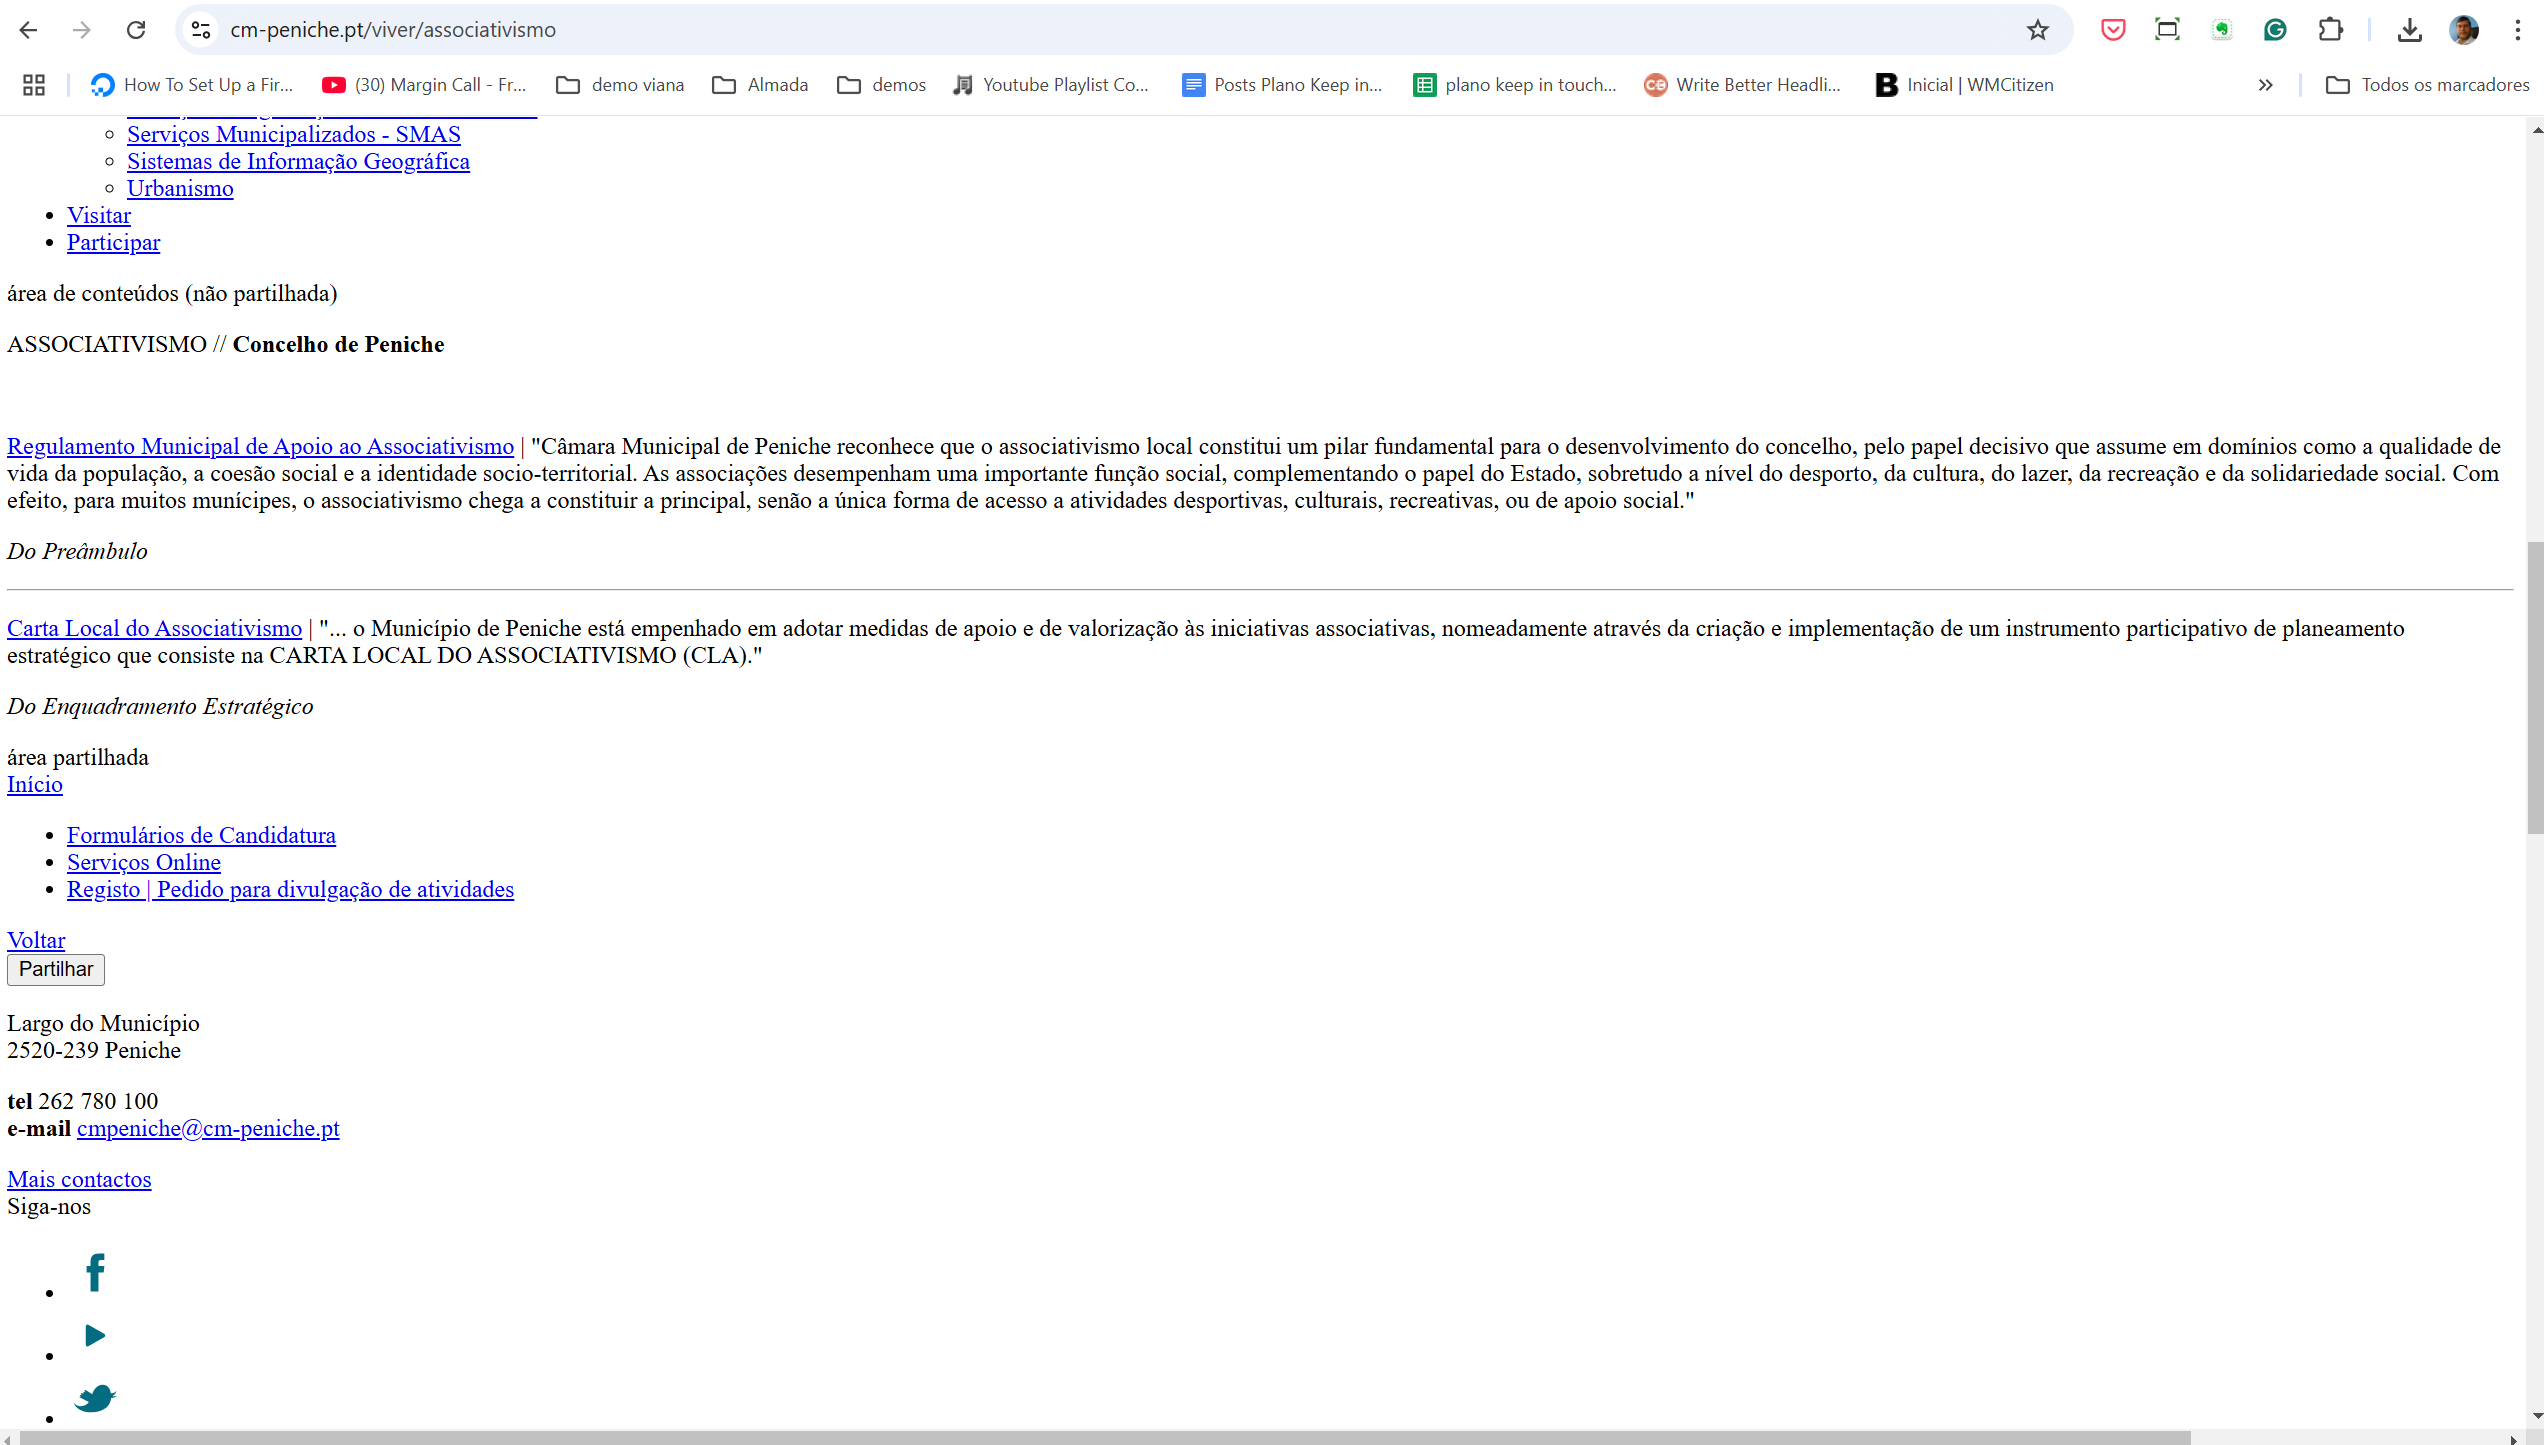 cm-peniche.pt/viver/associativismo
How To Set Up a Fir...
(30) Margin Call - Fr...
demo viana
Almada
demos
Youtube Playlist Co...
Posts Plano Keep in...
plano keep in touch...
Write Better Headli...
Inicial | WMCitizen
»
Todos os marcadores
Serviços Municipalizados - SMAS
Sistemas de Informação Geográfica
Urbanismo
Visitar
Participar
área de conteúdos (não partilhada)
ASSOCIATIVISMO // Concelho de Peniche
Regulamento Municipal de Apoio ao Associativismo | "Câmara Municipal de Peniche reconhece que o associativismo local constitui um pilar fundamental para o desenvolvimento do concelho, pelo papel decisivo que assume em domínios como a qualidade de
vida da população, a coesão social e a identidade socio-territorial. As associações desempenham uma importante função social, complementando o papel do Estado, sobretudo a nível do desporto, da cultura, do lazer, da recreação e da solidariedade social. Com
efeito, para muitos munícipes, o associativismo chega a constituir a principal, senão a única forma de acesso a atividades desportivas, culturais, recreativas, ou de apoio social."
Do Preâmbulo
Carta Local do Associativismo | "... o Município de Peniche está empenhado em adotar medidas de apoio e de valorização às iniciativas associativas, nomeadamente através da criação e implementação de um instrumento participativo de planeamento
estratégico que consiste na CARTA LOCAL DO ASSOCIATIVISMO (CLA)."
Do Enquadramento Estratégico
área partilhada
Início
Formulários de Candidatura
Serviços Online
Registo | Pedido para divulgação de atividades
Voltar
Partilhar
Largo do Município
2520-239 Peniche
tel 262 780 100
e-mail cmpeniche@cm-peniche.pt
Mais contactos
Siga-nos